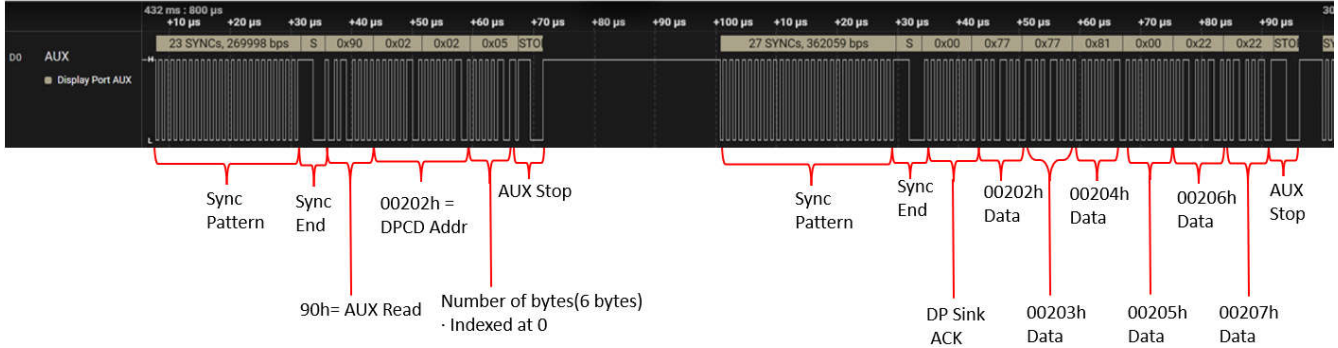 432 ms : 800 µs
+10 µs +20 µs +30 µs +40 µs +50 µs +60 µs +70 µs +80 µs +90 µs +100 µs +10 µs +20 µs +30 µs +40 µs +50 µs +60 µs +70 µs +80 µs +90 µs 30
23 SYNCs, 269998 bps S 0x90 0x02 0x02 0x05 STO 27 SYNCs, 362059 bps S 0x00 0x77 0x77 0x81 0x00 0x22 0x22 STO SY
D0 AUX
H
Display Port AUX
L
Sync
Pattern
Sync
End
00202h =
DPCD Addr
AUX Stop
90h= AUX Read
Number of bytes(6 bytes)
· Indexed at 0
Sync
Pattern
Sync
End
00202h
Data
00204h
Data
00206h
Data
AUX
Stop
DP Sink
ACK
00203h
Data
00205h
Data
00207h
Data